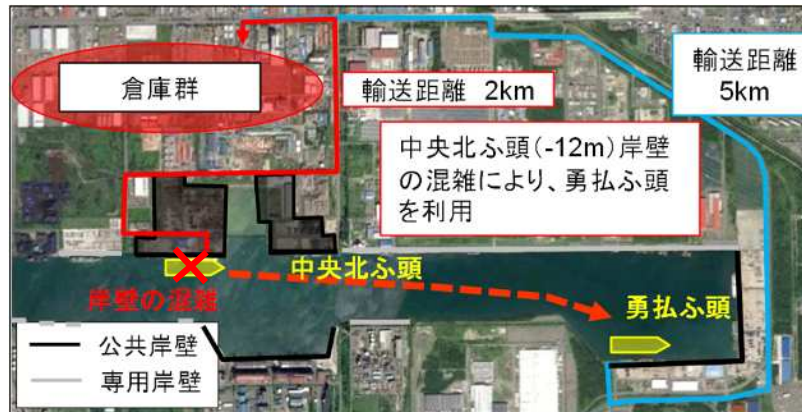 倉庫群
輸送距離 2km
輸送距離
5km
中央北ふ頭(-12m)岸壁
の混雑により、勇払ふ頭
を利用
中央北ふ頭
岸壁の混雑
勇払ふ頭
公共岸壁
専用岸壁